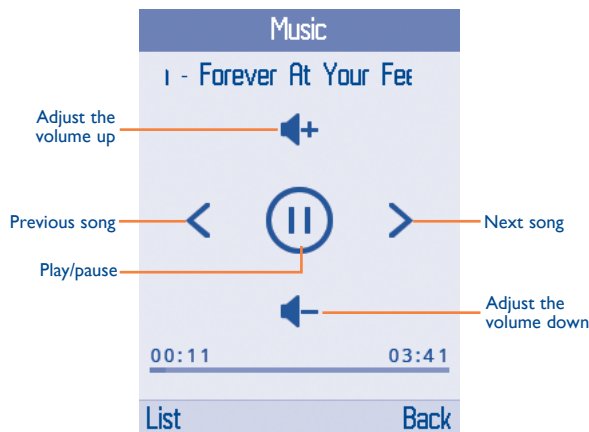 Music
- Forever At Your
Adjust the
volume up
Previous song
Next song
Play/pause
Adjust the
volume down
00:11
03:41
List
Back